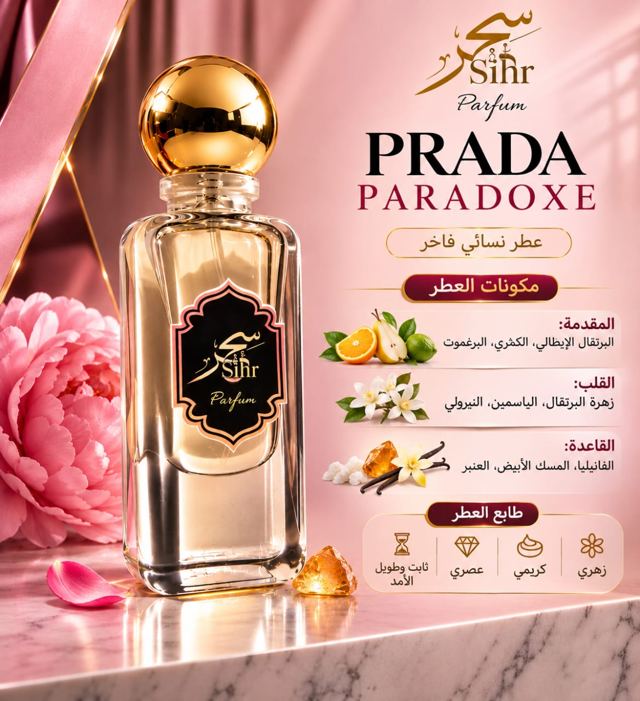 سحر
Sihr
Parfum
PRADA
PARADOXE
عطر نسائي فاخر
مكونات العطر
المقدمة:
البرتقال الإيطالي، الكثري، البرغموت
القلب:
زهرة البرتقال، الياسمين، النيرولي
القاعدة:
الفانيليا، المسك الأبيض، العنبر
طابع العطر
زهري
كريمي
عصري
ثابت وطويل
الأمد
سحر
Sihr
Parfum